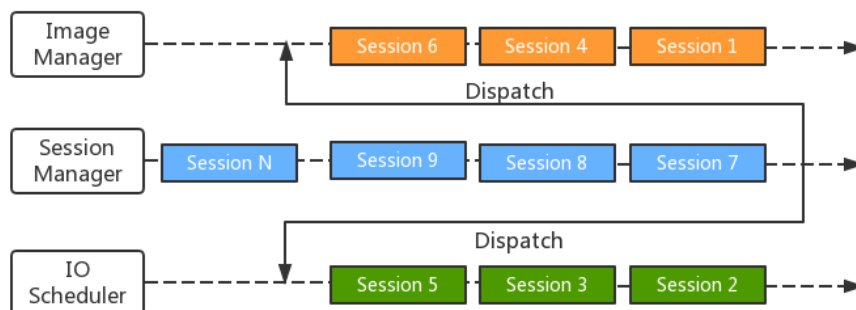 Image
Manager
Session 6
Session 4
Session 1
Dispatch
Session
Manager
Session N
Session 9
Session 8
Session 7
Dispatch
IO
Scheduler
Session 5
Session 3
Session 2